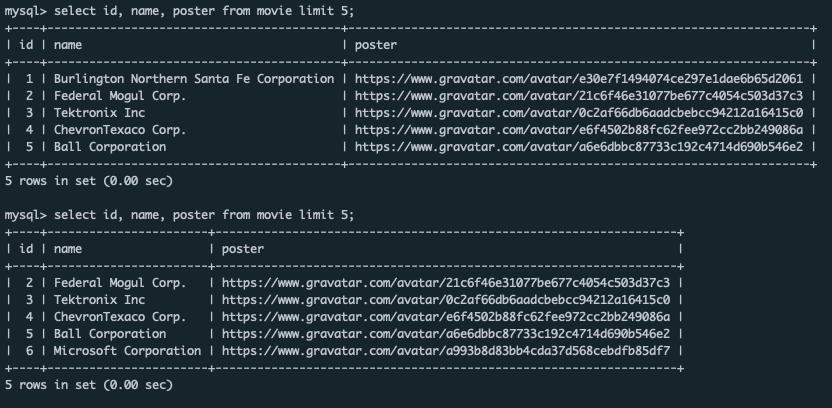 mysql> select id, name, poster from movie limit 5;
+----+-----------------------------------------+---------------------------------------------------------+
| id | name | poster |
+----+-----------------------------------------+---------------------------------------------------------+
| 1 | Burlington Northern Santa Fe Corporation | https://www.gravatar.com/avatar/e30e7f1494074ce297e1dae6b65d2061 |
| 2 | Federal Mogul Corp. | https://www.gravatar.com/avatar/21c6f46e31077be677c4054c503d37c3 |
| 3 | Tektronix Inc | https://www.gravatar.com/avatar/0c2af66db6aadcbebcc94212a16415c0 |
| 4 | ChevronTexaco Corp. | https://www.gravatar.com/avatar/e6f4502b88fc62fee972cc2bb249086a |
| 5 | Ball Corporation | https://www.gravatar.com/avatar/a6e6dbbc87733c192c4714d690b546e2 |
+----+-----------------------------------------+---------------------------------------------------------+
5 rows in set (0.00 sec)
mysql> select id, name, poster from movie limit 5;
+----+-----------------------+---------------------------------------------------------+
| id | name | poster |
+----+-----------------------+---------------------------------------------------------+
| 2 | Federal Mogul Corp. | https://www.gravatar.com/avatar/21c6f46e31077be677c4054c503d37c3 |
| 3 | Tektronix Inc | https://www.gravatar.com/avatar/0c2af66db6aadcbebcc94212a16415c0 |
| 4 | ChevronTexaco Corp. | https://www.gravatar.com/avatar/e6f4502b88fc62fee972cc2bb249086a |
| 5 | Ball Corporation | https://www.gravatar.com/avatar/a6e6dbbc87733c192c4714d690b546e2 |
| 6 | Microsoft Corporation | https://www.gravatar.com/avatar/a993b8d83bb4cda37d568cebdfb85df7 |
+----+-----------------------+---------------------------------------------------------+
5 rows in set (0.00 sec)